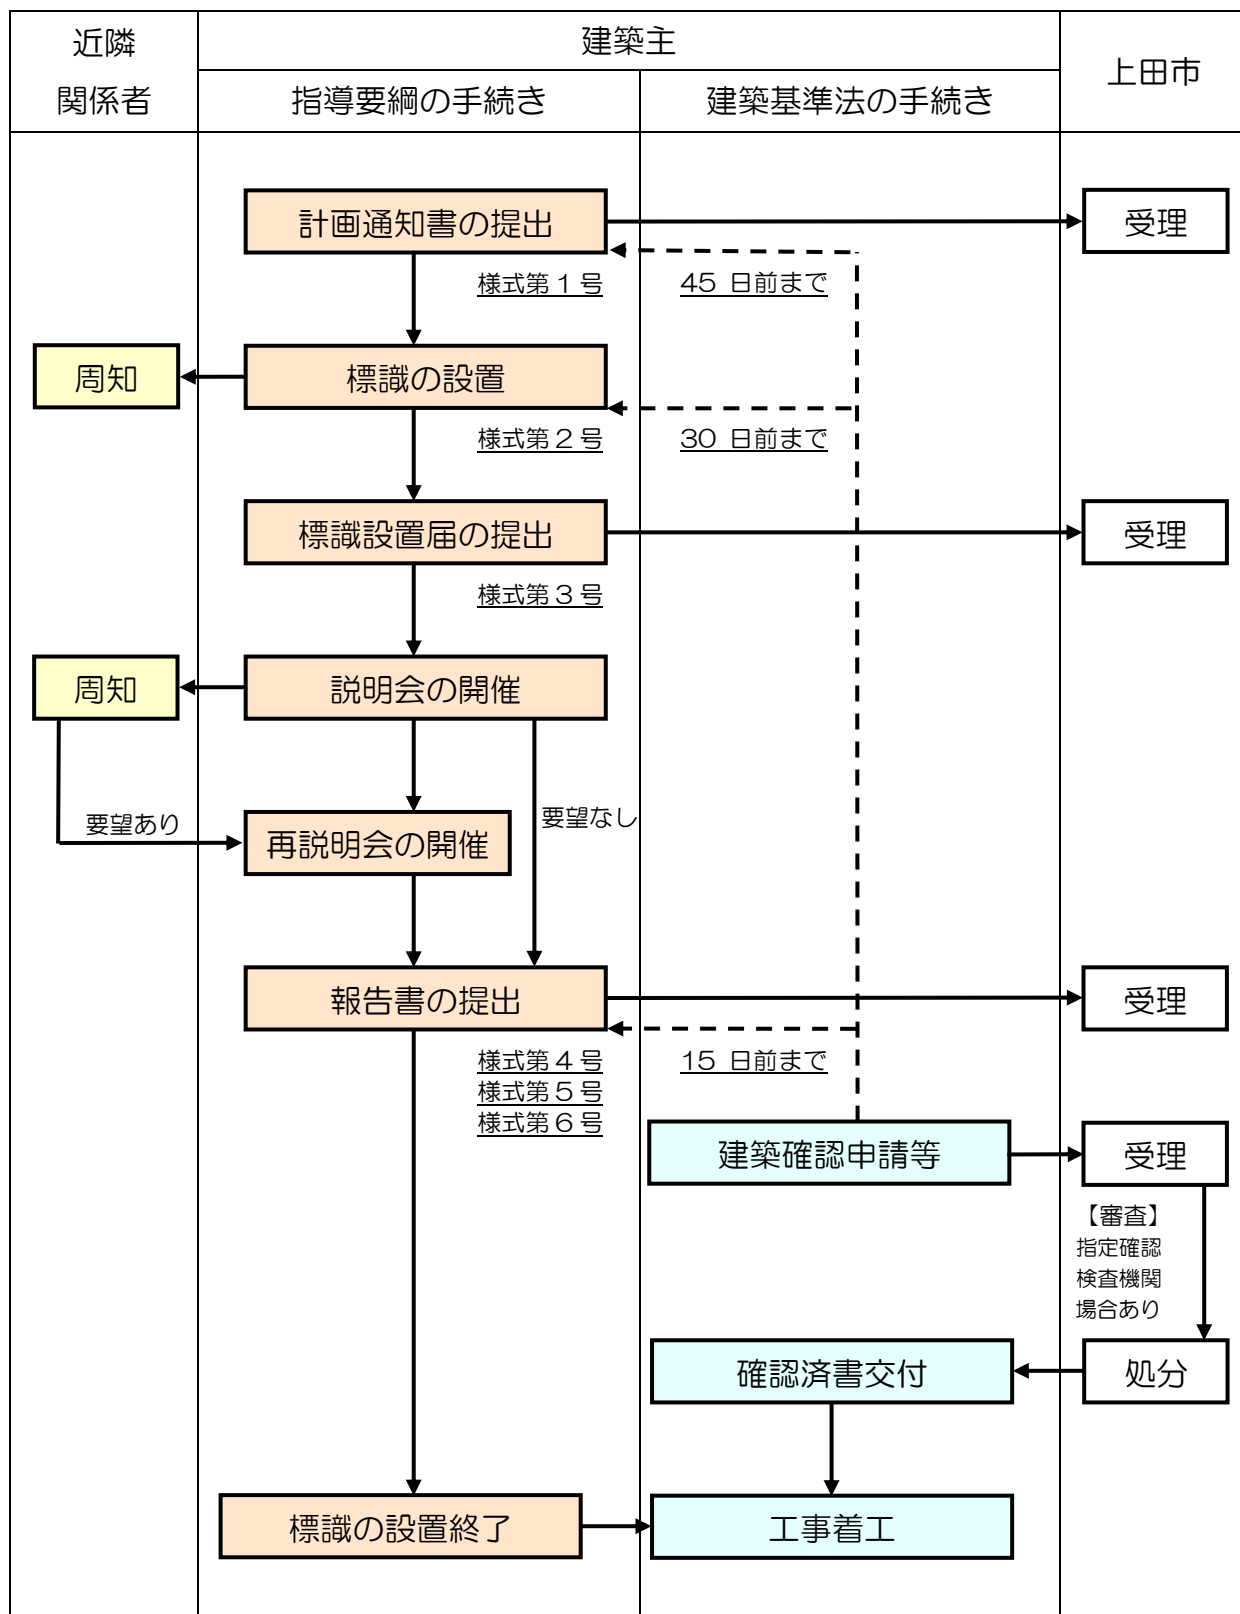 近隣
関係者
建築主
指導要綱の手続き
建築基準法の手続き
上田市
計画通知書の提出
受理
様式第1号
45 日前まで
周知
標識の設置
様式第2号
30 日前まで
標識設置届の提出
受理
様式第3号
周知
説明会の開催
要望あり
要望なし
再説明会の開催
報告書の提出
受理
様式第4号
様式第5号
様式第6号
15 日前まで
建築確認申請等
受理
【審査】
指定確認
検査機関
場合あり
確認済書交付
処分
標識の設置終了
工事着工